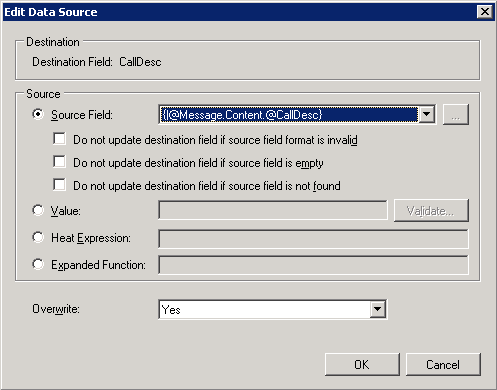 Edit Data Source
Destination
Destination Field: CallDesc
Source
Source Field: {|@Message.Content.@CallDesc} ...
Do not update destination field if source field format is invalid
Do not update destination field if source field is empty
Do not update destination field if source field is not found
Value: Validate...
Heat Expression:
Expanded Function:
Overwrite: Yes
OK Cancel